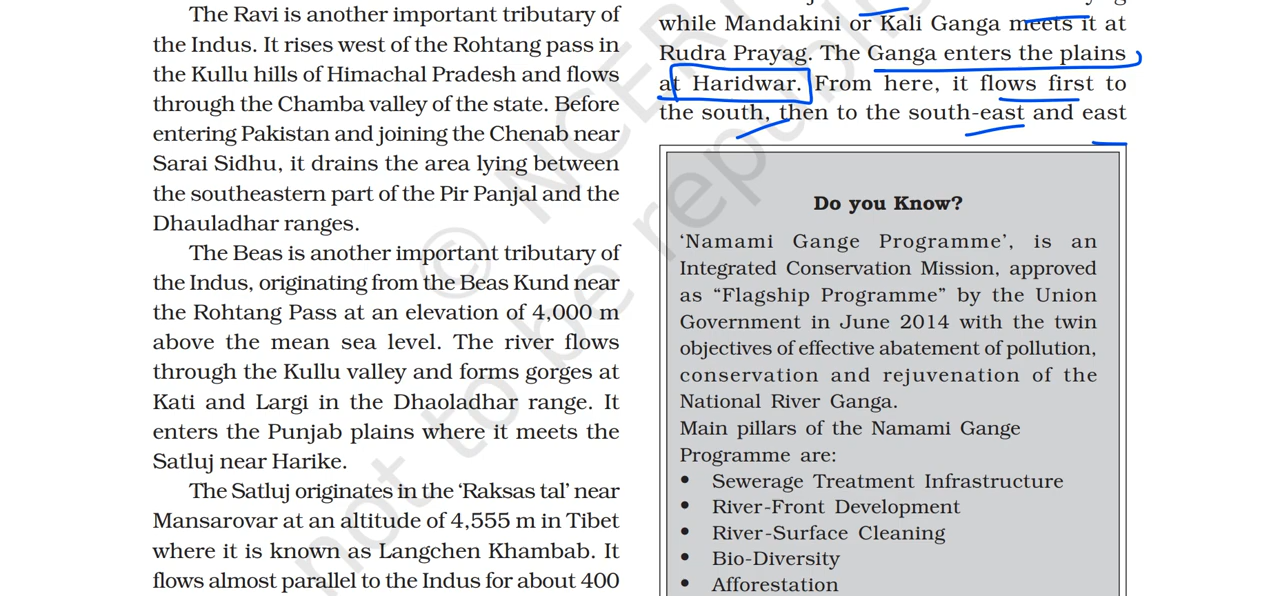 The Ravi is another important tributary of
the Indus. It rises west of the Rohtang pass in
the Kullu hills of Himachal Pradesh and flows
through the Chamba valley of the state. Before
entering Pakistan and joining the Chenab near
Sarai Sidhu, it drains the area lying between
the southeastern part of the Pir Panjal and the
Dhauladhar ranges.
The Beas is another important tributary of
the Indus, originating from the Beas Kund near
the Rohtang Pass at an elevation of 4,000 m
above the mean sea level. The river flows
through the Kullu valley and forms gorges at
Kati and Largi in the Dhaoladhar range. It
enters the Punjab plains where it meets the
Satluj near Harike.
The Satluj originates in the ‘Raksas tal’ near
Mansarovar at an altitude of 4,555 m in Tibet
where it is known as Langchen Khambab. It
flows almost parallel to the Indus for about 400
while Mandakini or Kali Ganga meets it at
Rudra Prayag. The Ganga enters the plains
at Haridwar. From here, it flows first to
the south, then to the south-east and east
Do you Know?
‘Namami Gange Programme’, is an
Integrated Conservation Mission, approved
as “Flagship Programme” by the Union
Government in June 2014 with the twin
objectives of effective abatement of pollution,
conservation and rejuvenation of the
National River Ganga.
Main pillars of the Namami Gange
Programme are:
• Sewerage Treatment Infrastructure
• River-Front Development
• River-Surface Cleaning
• Bio-Diversity
• Afforestation
© NCER
not to be republi